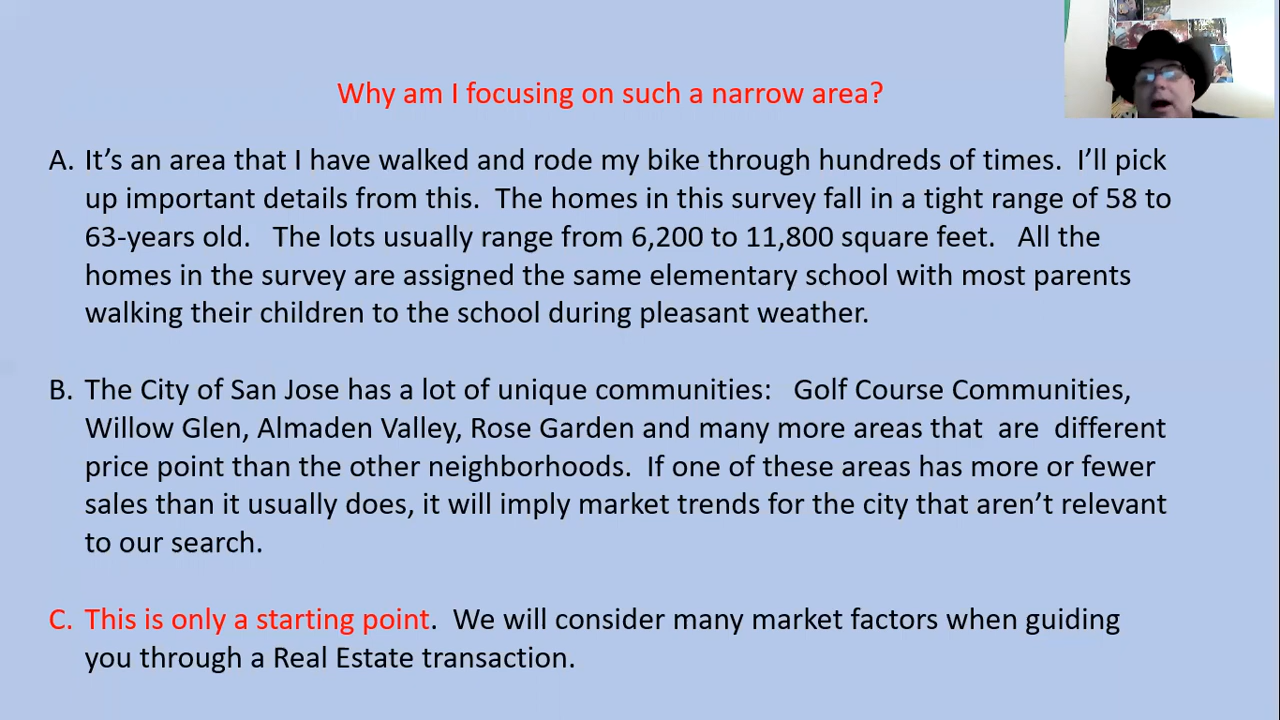 Why am I focusing on such a narrow area?
A. It’s an area that I have walked and rode my bike through hundreds of times.  I’ll pick
up important details from this.  The homes in this survey fall in a tight range of 58 to
63-years old.   The lots usually range from 6,200 to 11,800 square feet.   All the
homes in the survey are assigned the same elementary school with most parents
walking their children to the school during pleasant weather.
B. The City of San Jose has a lot of unique communities:   Golf Course Communities,
Willow Glen, Almaden Valley, Rose Garden and many more areas that  are  different
price point than the other neighborhoods.  If one of these areas has more or fewer
sales than it usually does, it will imply market trends for the city that aren’t relevant
to our search.
C. This is only a starting point.  We will consider many market factors when guiding
you through a Real Estate transaction.